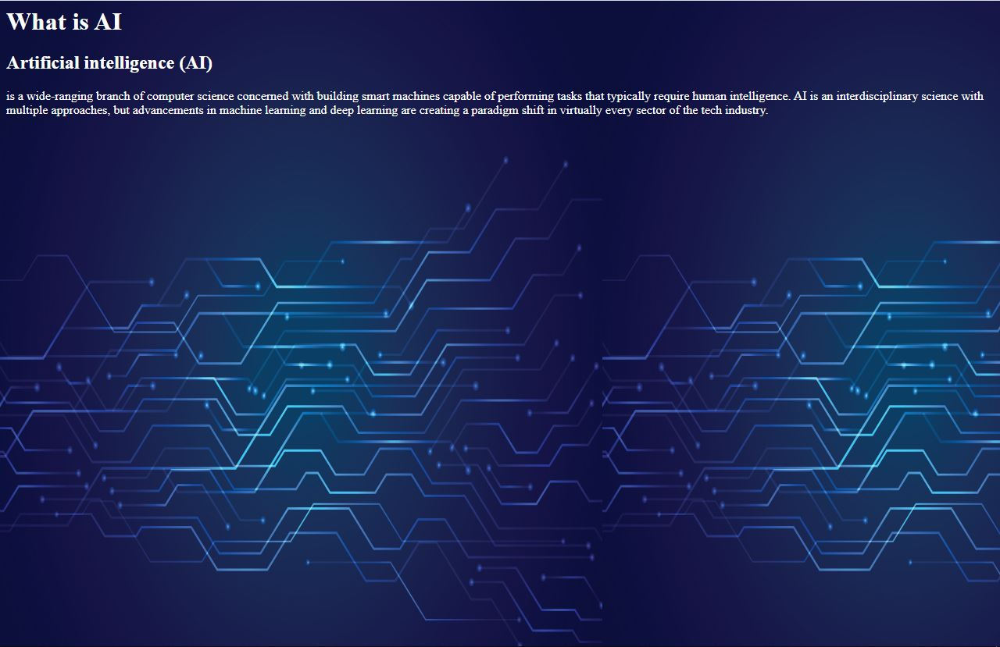 What is AI
Artificial intelligence (AI)
is a wide-ranging branch of computer science concerned with building smart machines capable of performing tasks that typically require human intelligence. AI is an interdisciplinary science with
multiple approaches, but advancements in machine learning and deep learning are creating a paradigm shift in virtually every sector of the tech industry.